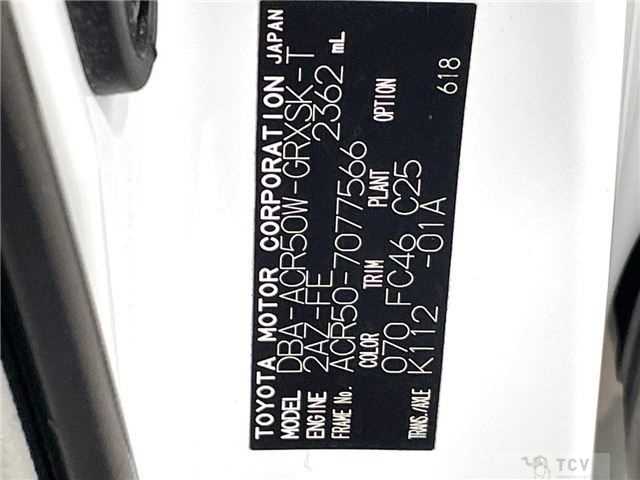 TOYOTA MOTOR CORPORATION JAPAN
MODEL DBA-ACR50W-GRXSK-T
ENGINE 2AZ-FE 2362 mL
FRAME No. ACR50-7077566
COLOR TRIM PLANT OPTION
070 FC46 C25
TRANS./AXLE K112 -01A 618
TCV